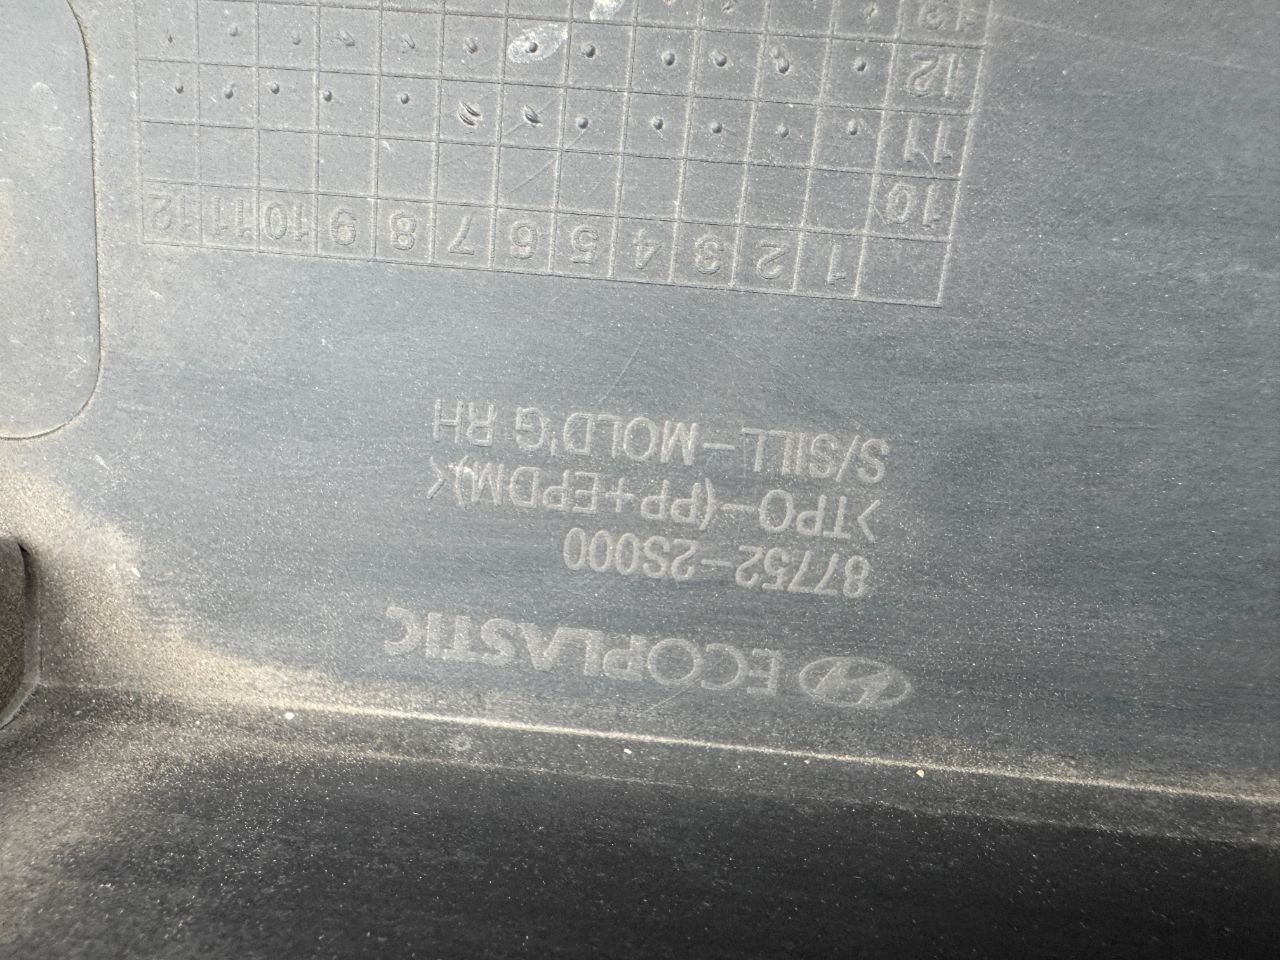 ECOPLASTIC
87752-2S000
>TPO-(PP+EPDM)<
S/SILL-MOLD'G RH
1 2 3 4 5 6 7 8 9 10 11 12
10
11
12
13